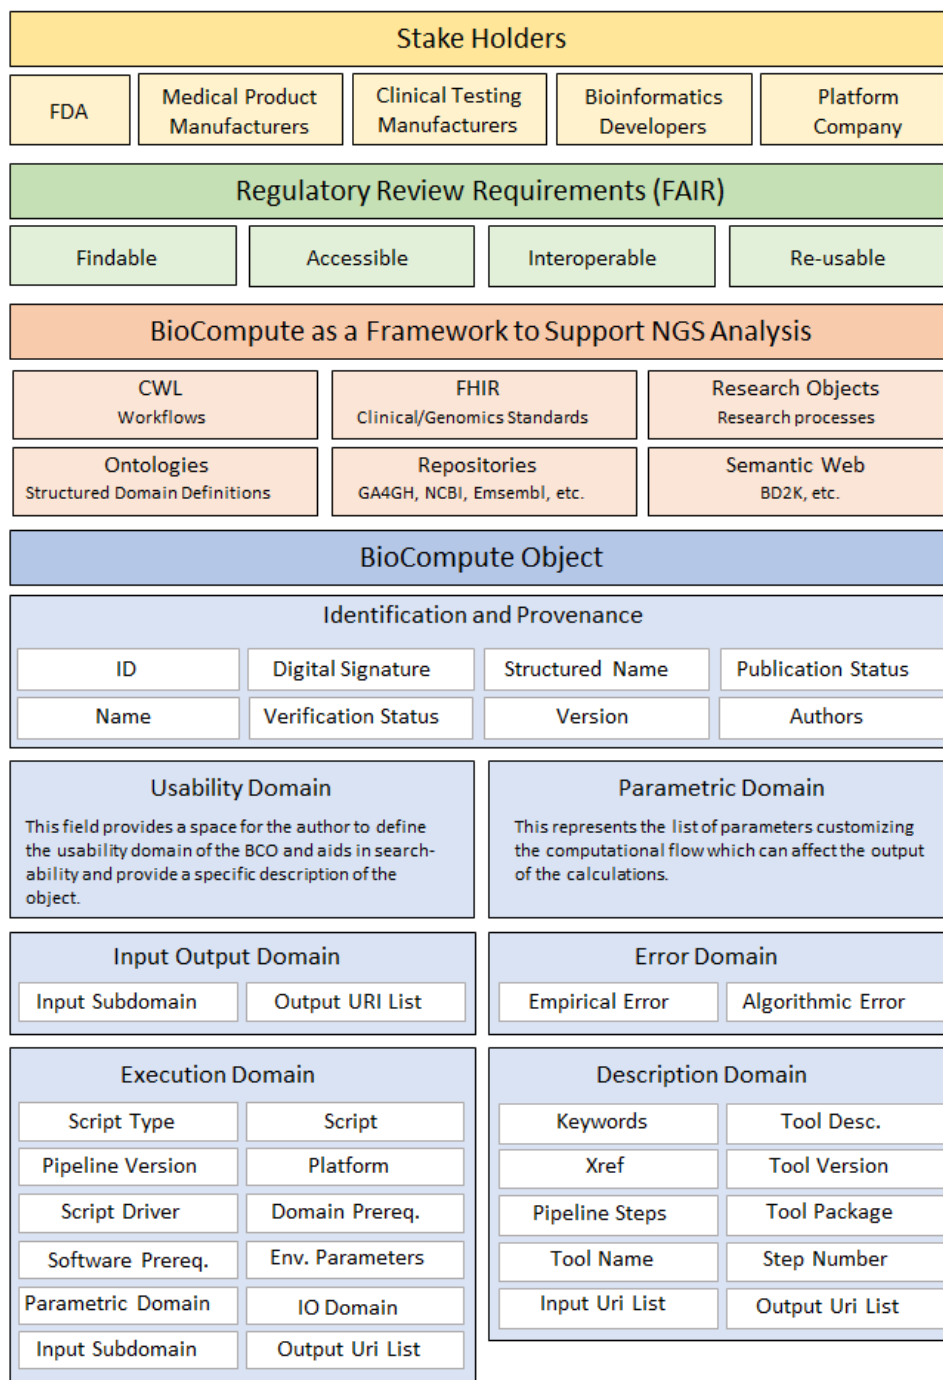 Stake Holders
FDA
Medical Product
Manufacturers
Clinical Testing
Manufacturers
Bioinformatics
Developers
Platform
Company
Regulatory Review Requirements (FAIR)
Findable
Accessible
Interoperable
Re-usable
BioCompute as a Framework to Support NGS Analysis
CWL
Workflows
FHIR
Clinical/Genomics Standards
Research Objects
Research processes
Ontologies
Structured Domain Definitions
Repositories
GA4GH, NCBI, Emsembl, etc.
Semantic Web
BD2K, etc.
BioCompute Object
Identification and Provenance
ID
Digital Signature
Structured Name
Publication Status
Name
Verification Status
Version
Authors
Usability Domain
This field provides a space for the author to define
the usability domain of the BCO and aids in search-
ability and provide a specific description of the
object.
Parametric Domain
This represents the list of parameters customizing
the computational flow which can affect the output
of the calculations.
Input Output Domain
Input Subdomain
Output URI List
Error Domain
Empirical Error
Algorithmic Error
Execution Domain
Script Type
Script
Pipeline Version
Platform
Script Driver
Domain Prereq.
Software Prereq.
Env. Parameters
Parametric Domain
IO Domain
Input Subdomain
Output Uri List
Description Domain
Keywords
Tool Desc.
Xref
Tool Version
Pipeline Steps
Tool Package
Tool Name
Step Number
Input Uri List
Output Uri List